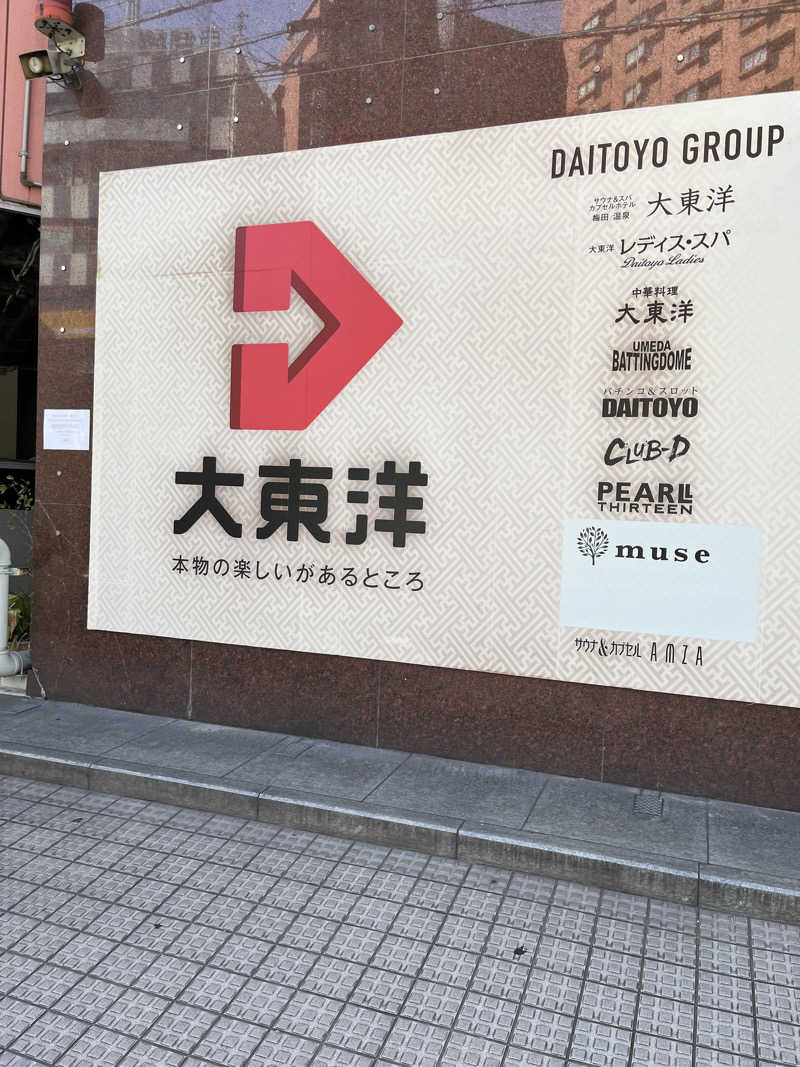 DAITOYO GROUP
サウナ&スパ
カプセルホテル
梅田 温泉
大東洋
大東洋 レディス・スパ
Daitoyo Ladies
中華料理
大東洋
UMEDA
BATTINGDOME
パチンコ&スロット
DAITOYO
CLUB-D
PEARL
THIRTEEN
muse
サウナ&カプセル AMZA
大東洋
本物の楽しいがあるところ